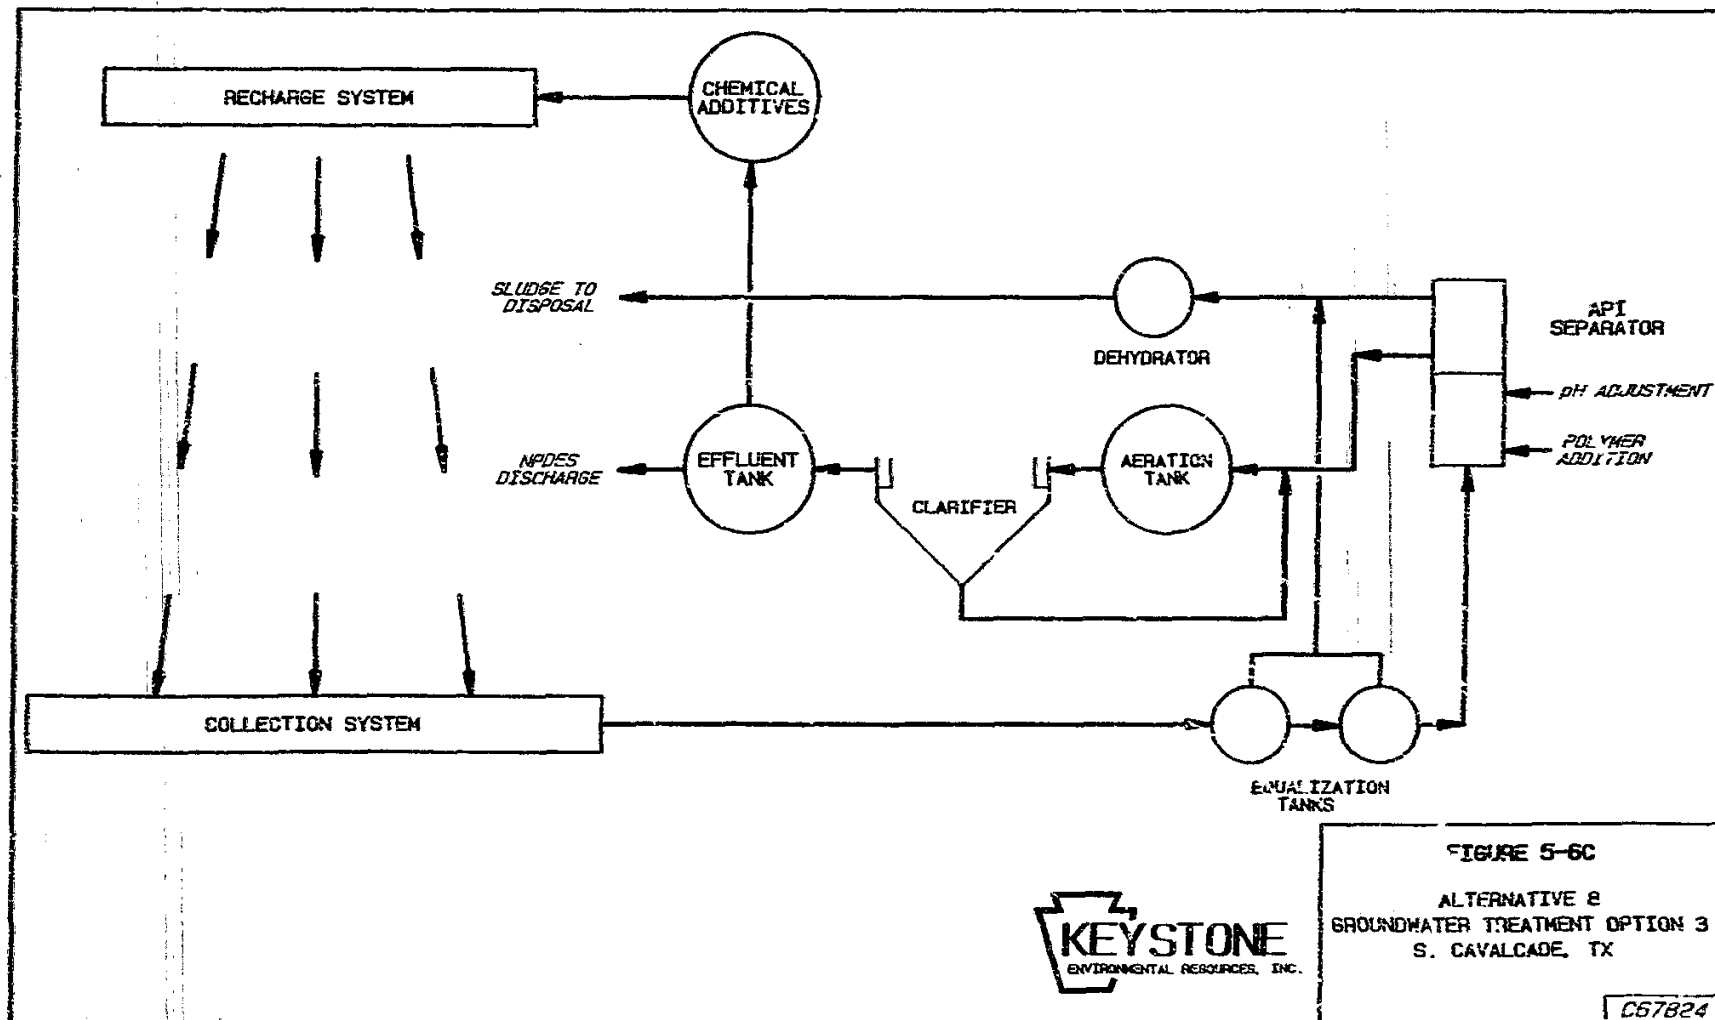 RECHARGE SYSTEM
CHEMICAL
ADDITIVES
SLUDGE TO
DISPOSAL
DEHYDRATOR
API
SEPARATOR
pH ADJUSTMENT
POLYMER
ADDITION
NPDES
DISCHARGE
EFFLUENT
TANK
CLARIFIER
AERATION
TANK
COLLECTION SYSTEM
EQUALIZATION
TANKS
KEYSTONE
ENVIRONMENTAL RESOURCES, INC.
FIGURE 5-6C
ALTERNATIVE 8
GROUNDWATER TREATMENT OPTION 3
S. CAVALCADE, TX
C67824